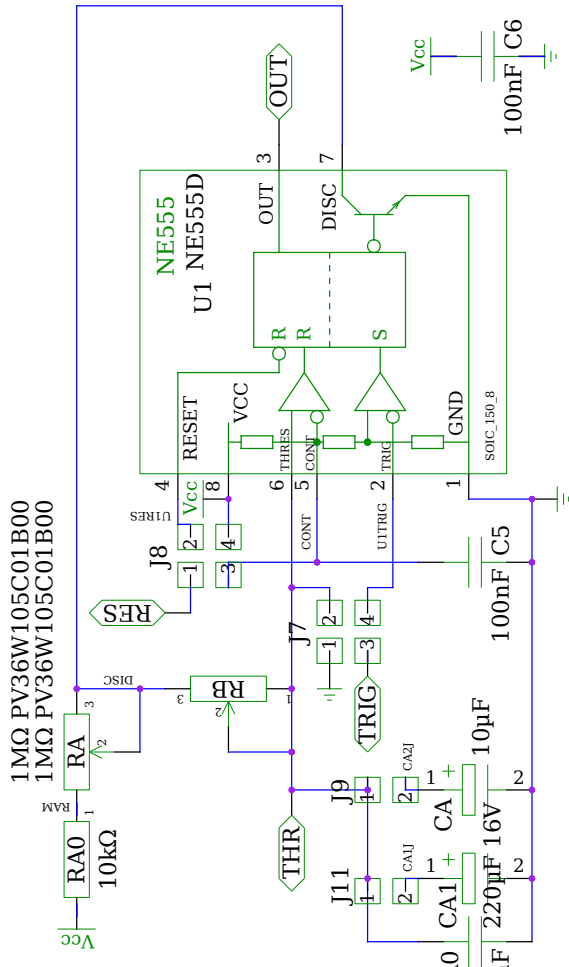 C6
100nF
Vcc
OUT
3
7
NE555
NE555D
U1
OUT
DISC
R
R
S
RESET
VCC
THRES
CONT
TRIG
GND
SOIC_150_8
4
8
6
5
2
1
Vcc
U1RES
CONT
U1TRIG
J8
2
4
1
3
RES
C5
100nF
J7
2
4
1
3
TRIG
1MΩ PV36W105C01B00
1MΩ PV36W105C01B00
DISC
3
RB
2
1
3
RA
2
1
RAM
RA0
10kΩ
Vcc
THR
J9
1
2
CA2J
1
+
2
CA
10μF
16V
J11
1
2
CA1J
1
+
2
CA1
220μF